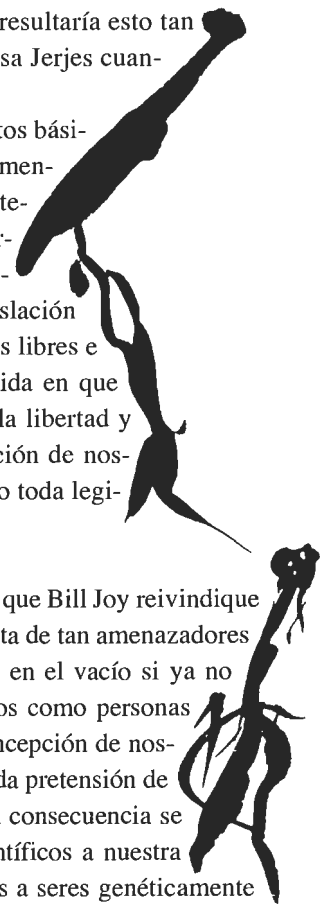 resultaría esto tan
sa Jerjes cuan-
tos bási-
men-
te-
r-
-
slación
s libres e
ida en que
la libertad y
ción de nos-
o toda legi-
que Bill Joy reivindique
ta de tan amenazadores
en el vacío si ya no
os como personas
ncepción de nos-
da pretensión de
consecuencia se
ntíficos a nuestra
s a seres genéticamente